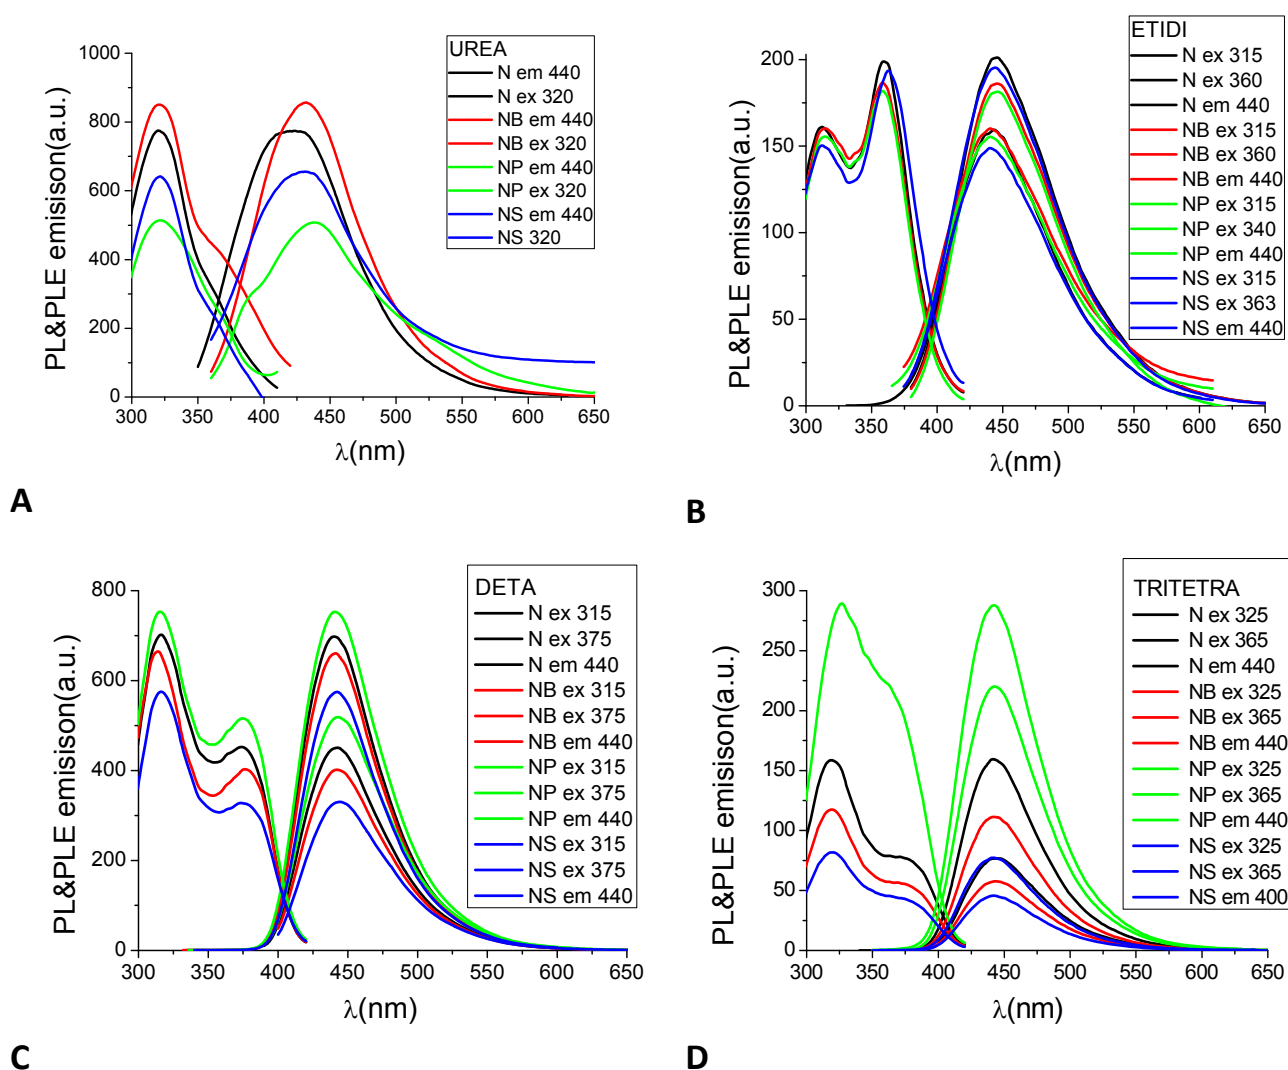 UREA
N em 440
N ex 320
NB em 440
NB ex 320
NP em 440
NP ex 320
NS em 440
NS 320
PL&PLE emisison(a.u.)
1000
800
600
400
200
0
300 350 400 450 500 550 600 650
λ(nm)
A
ETIDI
N ex 315
N ex 360
N em 440
NB ex 315
NB ex 360
NB em 440
NP ex 315
NP ex 340
NP em 440
NS ex 315
NS ex 363
NS em 440
PL&PLE emisison(a.u.)
200
150
100
50
0
300 350 400 450 500 550 600 650
λ(nm)
B
DETA
N ex 315
N ex 375
N em 440
NB ex 315
NB ex 375
NB em 440
NP ex 315
NP ex 375
NP em 440
NS ex 315
NS ex 375
NS em 440
PL&PLE emisison(a.u.)
800
600
400
200
0
300 350 400 450 500 550 600 650
λ(nm)
C
TRITETRA
N ex 325
N ex 365
N em 440
NB ex 325
NB ex 365
NB em 440
NP ex 325
NP ex 365
NP em 440
NS ex 325
NS ex 365
NS em 400
PL&PLE emisison(a.u.)
300
250
200
150
100
50
0
300 350 400 450 500 550 600 650
λ(nm)
D